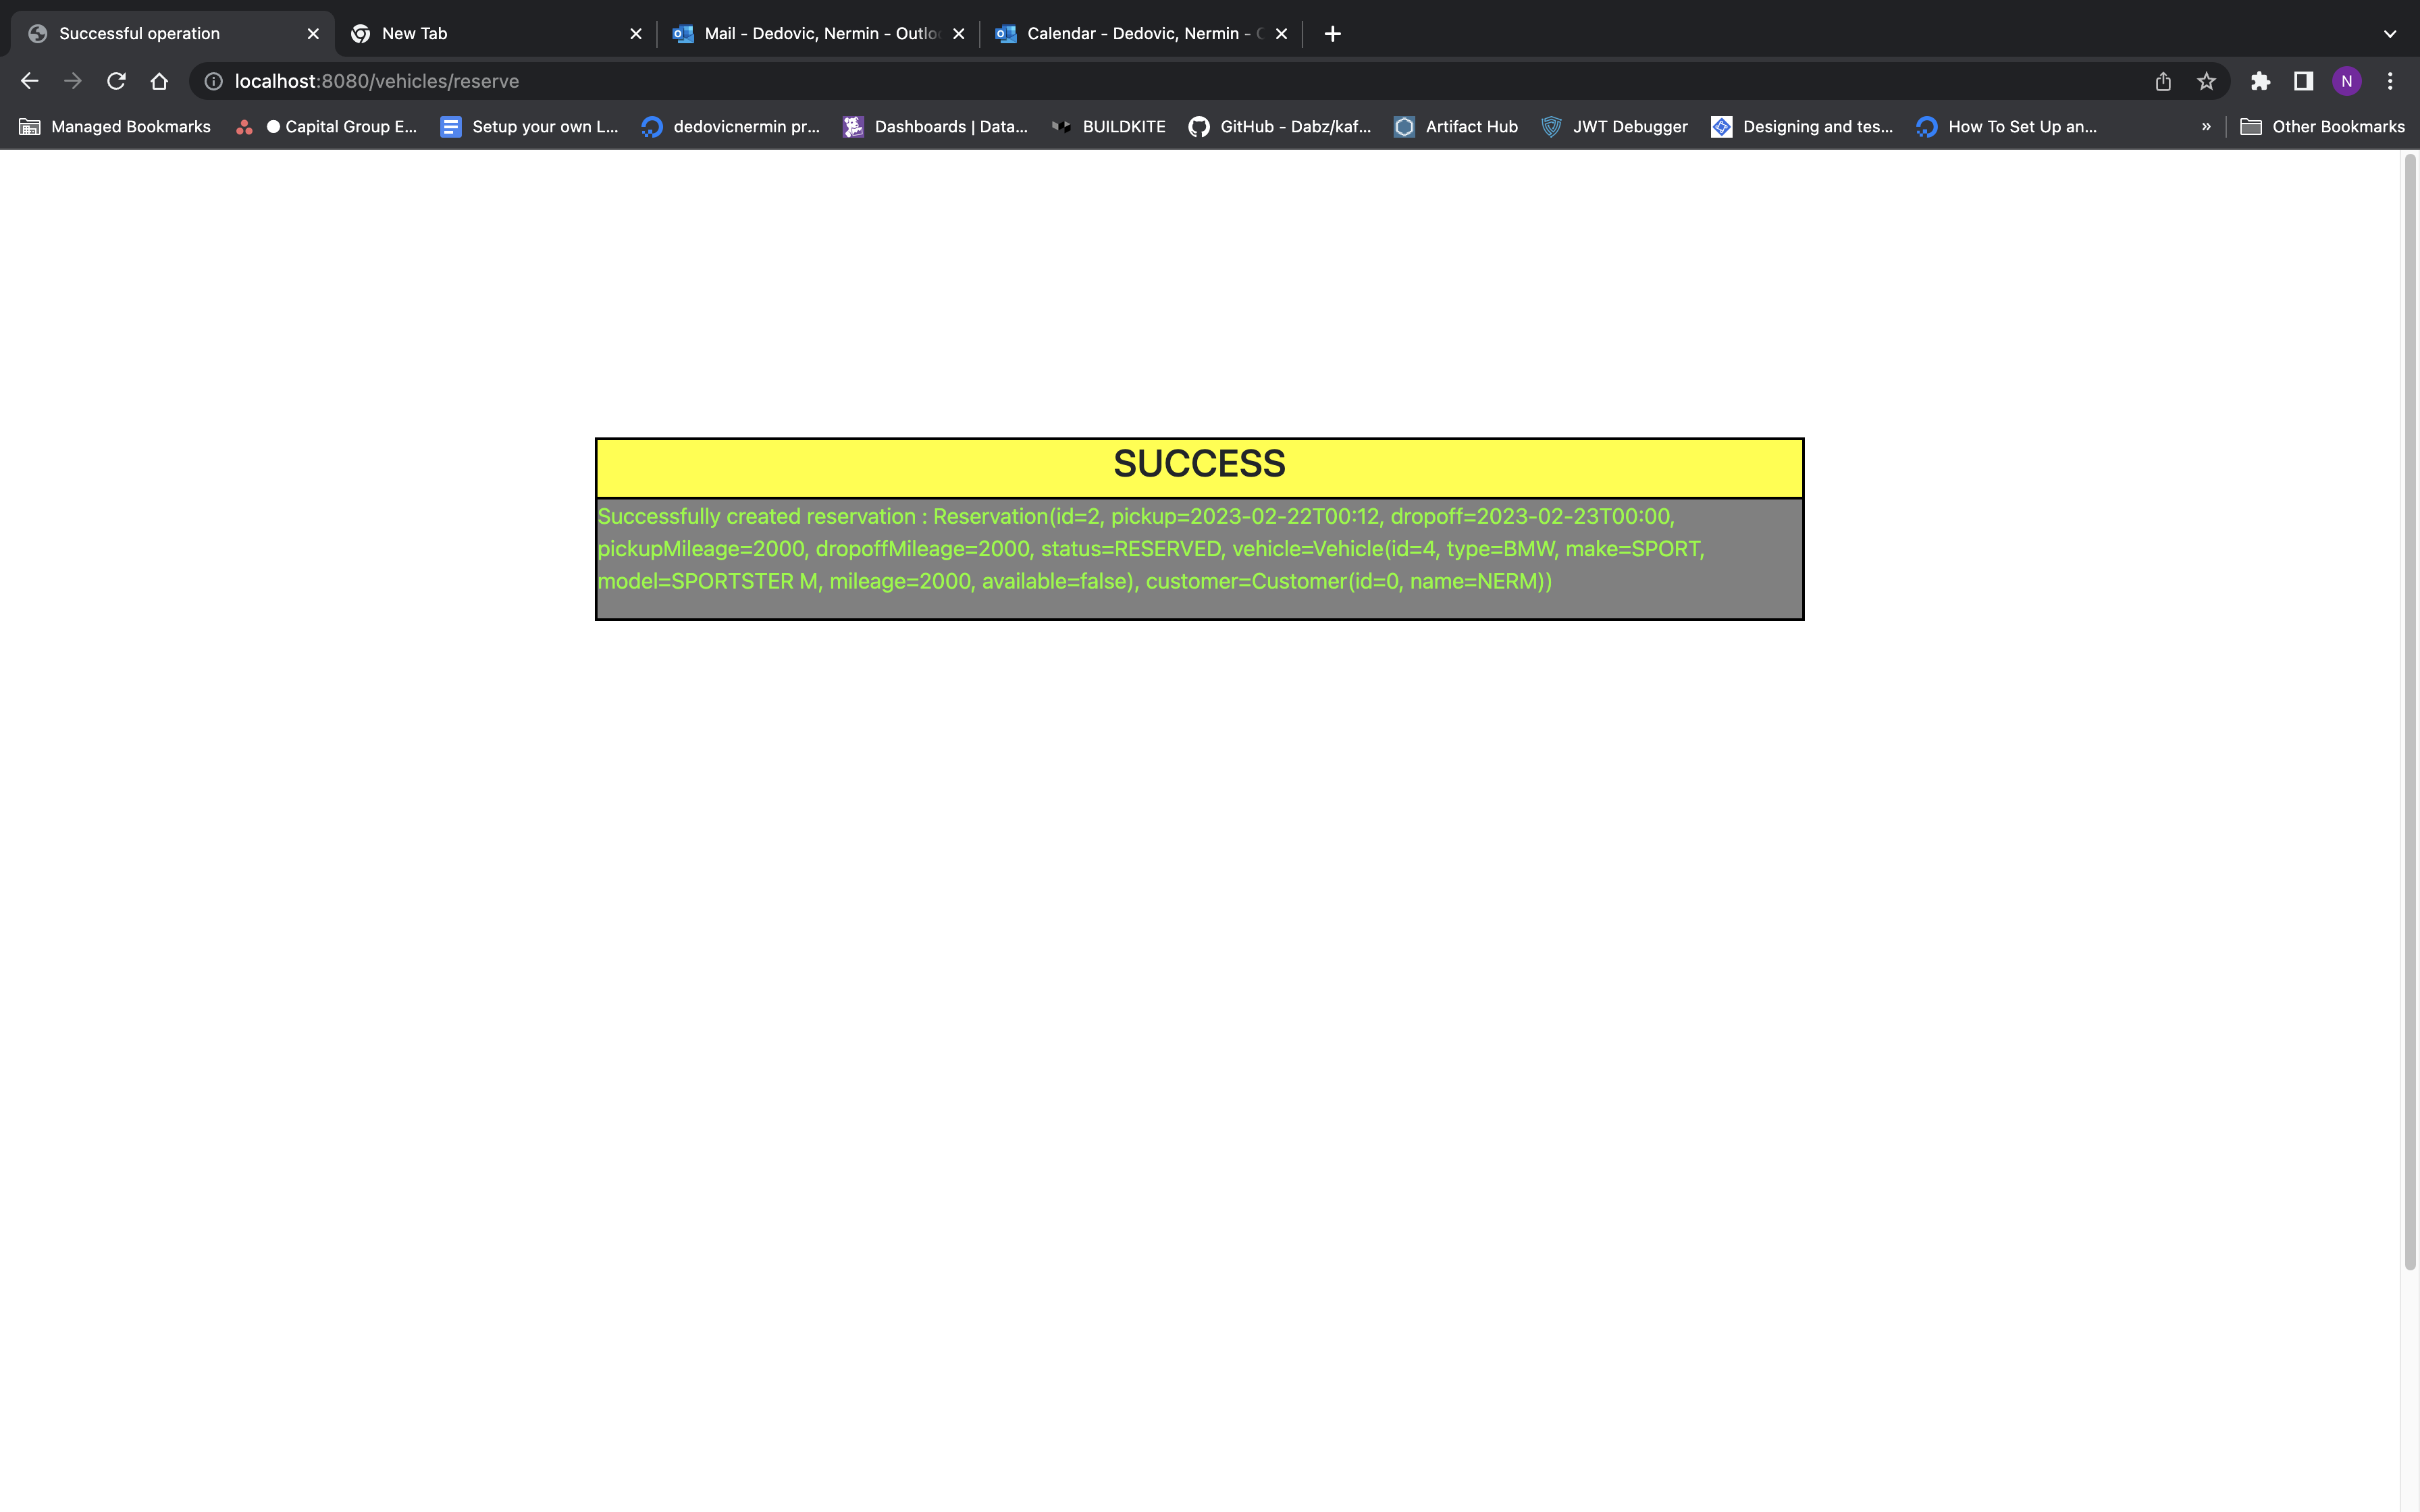 Successful operation
New Tab
Mail - Dedovic, Nermin - Outlo
Calendar - Dedovic, Nermin -
localhost:8080/vehicles/reserve
N
Managed Bookmarks
Capital Group E...
Setup your own L...
dedovicnermin pr...
Dashboards | Data...
BUILDKITE
GitHub - Dabz/kaf...
Artifact Hub
JWT Debugger
Designing and tes...
How To Set Up an...
»
Other Bookmarks
SUCCESS
Successfully created reservation : Reservation(id=2, pickup=2023-02-22T00:12, dropoff=2023-02-23T00:00,
pickupMileage=2000, dropoffMileage=2000, status=RESERVED, vehicle=Vehicle(id=4, type=BMW, make=SPORT,
model=SPORTSTER M, mileage=2000, available=false), customer=Customer(id=0, name=NERM))